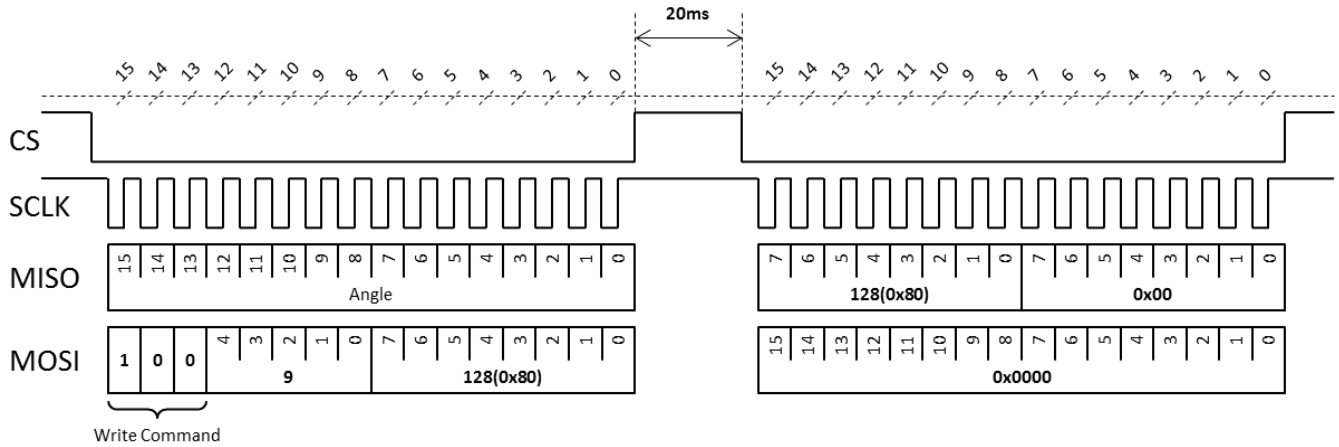 20ms
15 14 13 12 11 10 9 8 7 6 5 4 3 2 1 0 15 14 13 12 11 10 9 8 7 6 5 4 3 2 1 0
CS
SCLK
MISO 15 14 13 12 11 10 9 8 7 6 5 4 3 2 1 0 7 6 5 4 3 2 1 0 7 6 5 4 3 2 1 0
Angle 128(0x80) 0x00
MOSI 1 0 0 4 3 2 1 0 7 6 5 4 3 2 1 0 15 14 13 12 11 10 9 8 7 6 5 4 3 2 1 0
9 128(0x80) 0x0000
Write Command